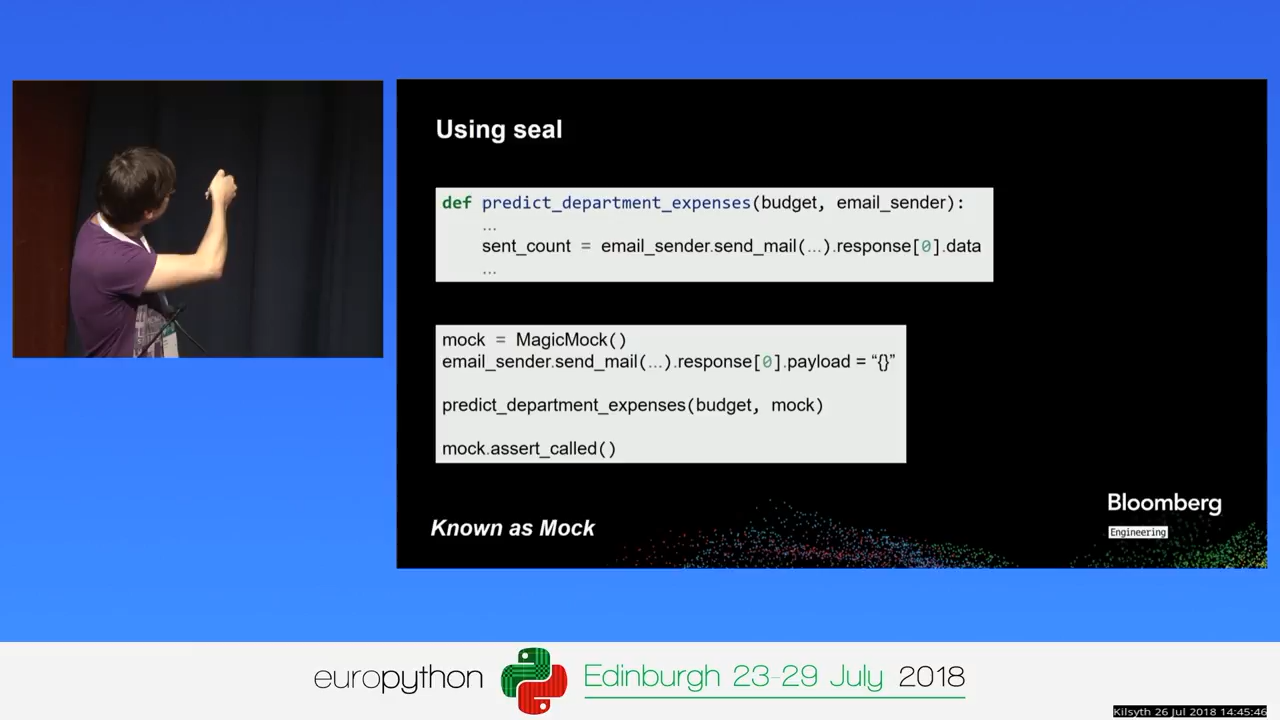 Using seal
def predict_department_expenses(budget, email_sender):
...
sent_count = email_sender.send_mail(...).response[0].data
...
mock = MagicMock()
email_sender.send_mail(...).response[0].payload = “{}”
predict_department_expenses(budget, mock)
mock.assert_called()
Known as Mock
Bloomberg
Engineering
europython
Edinburgh 23-29 July 2018
Kilsyth 26 Jul 2018 14:45:46